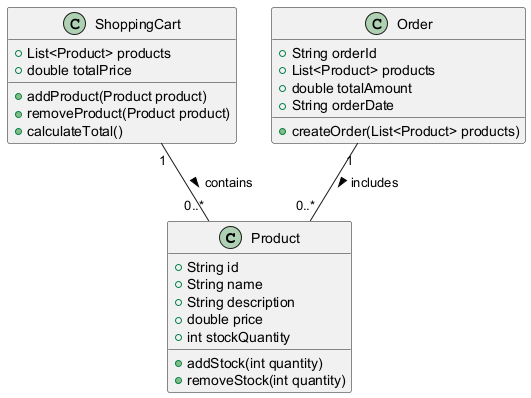 C ShoppingCart
List<Product> products
double totalPrice
addProduct(Product product)
removeProduct(Product product)
calculateTotal()
C Order
String orderId
List<Product> products
double totalAmount
String orderDate
createOrder(List<Product> products)
1
contains
0..*
1
includes
0..*
C Product
String id
String name
String description
double price
int stockQuantity
addStock(int quantity)
removeStock(int quantity)